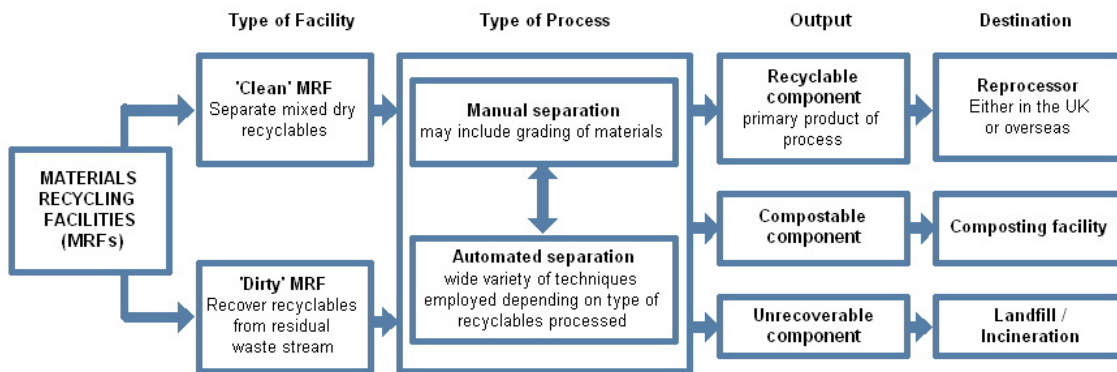 Type of Facility
Type of Process
Output
Destination
MATERIALS
RECYCLING
FACILITIES
(MRFs)
'Clean' MRF
Separate mixed dry
recyclables
'Dirty' MRF
Recover recyclables
from residual
waste stream
Manual separation
may include grading of materials
Automated separation
wide variety of techniques
employed depending on type of
recyclables processed
Recyclable
component
primary product of
process
Compostable
component
Unrecoverable
component
Reprocessor
Either in the UK
or overseas
Composting facility
Landfill /
Incineration